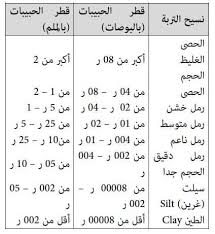 نسيج التربة
قطر الحبيبات
(بالبوصات)
قطر الحبيبات
(بالملم)
الحصى
الغليظ
الحجم
أكبر من 08 ر
أكبر من 2
الحصى
من 04 ر – 08 ر
من 1 – 2
رمل خشن
من 02 ر – 04 ر
من 5 ر – 1
رمل متوسط
من 01 ر – 02 ر
من 25 ر – 5 ر
رمل ناعم
من 004 ر – 01 ر
من10 ر – 25 ر
رمل دقيق
الحجم جدا
من 002 ر – 004
ر
من 05 ر – 10 ر
سيلت
(غرين) Silt
من 00008 ر –
002 ر
من 002 ر – 05
ر
الطين Clay
أقل من 00008 ر
أقل من 002 ر